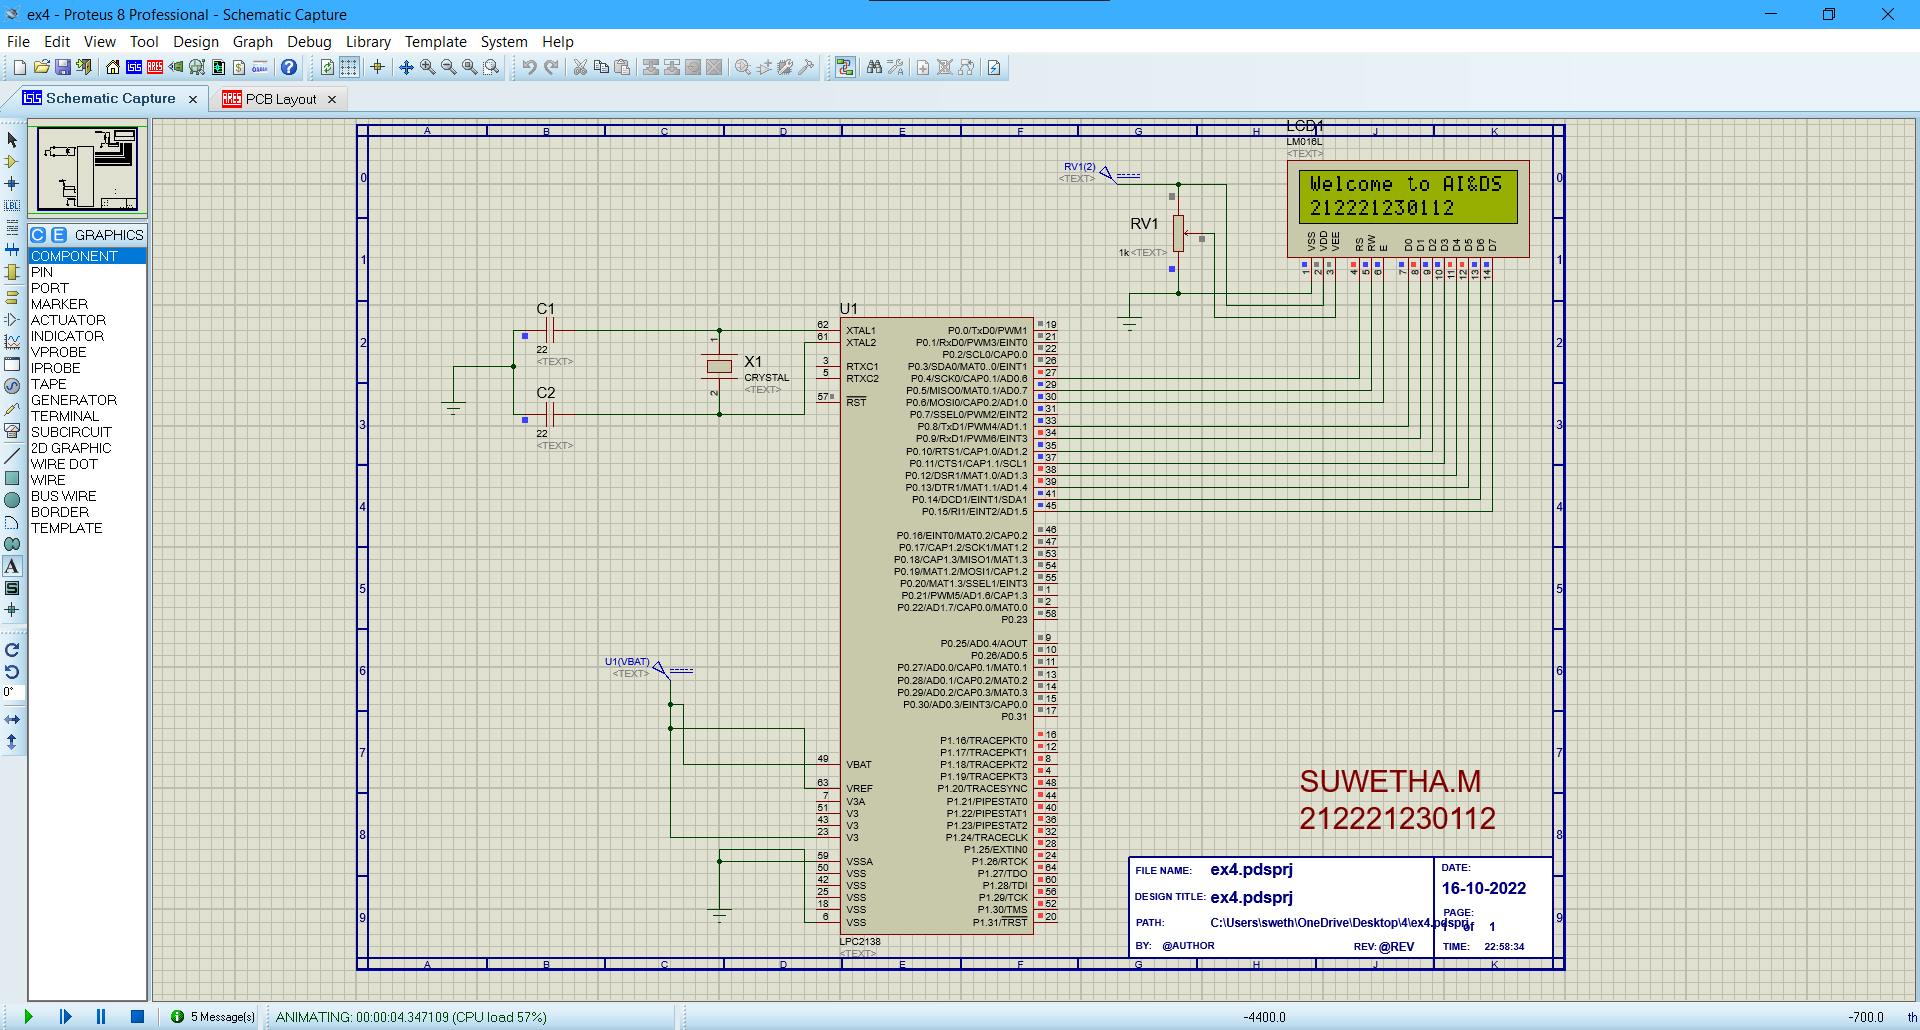 ex4 - Proteus 8 Professional - Schematic Capture
File Edit View Tool Design Graph Debug Library Template System Help
Schematic Capture
PCB Layout
C E GRAPHICS
COMPONENT
PIN
PORT
MARKER
ACTUATOR
INDICATOR
VPROBE
IPROBE
TAPE
GENERATOR
TERMINAL
SUBCIRCUIT
2D GRAPHIC
WIRE DOT
WIRE
BUS WIRE
BORDER
TEMPLATE
LBL
0°
A B C D E F G H J K
0
1
2
3
4
5
6
7
8
9
LCD1
LM016L
<TEXT>
Welcome to AI&DS
212221230112
VSS VDD VEE RS RW E D0 D1 D2 D3 D4 D5 D6 D7
1 2 3 4 5 6 7 8 9 10 11 12 13 14
RV1(2)
<TEXT>
RV1
1k <TEXT>
C1
22
<TEXT>
C2
22
<TEXT>
X1
CRYSTAL
<TEXT>
1
2
U1
62 XTAL1
61 XTAL2
3 RTXC1
5 RTXC2
57 RST
U1(VBAT)
<TEXT>
49 VBAT
63 VREF
7 V3A
51 V3
43 V3
23 V3
59 VSSA
50 VSS
42 VSS
25 VSS
18 VSS
6 VSS
P0.0/TxD0/PWM1 19
P0.1/RxD0/PWM3/EINT0 21
P0.2/SCL0/CAP0.0 22
P0.3/SDA0/MAT0..0/EINT1 26
P0.4/SCK0/CAP0.1/AD0.6 27
P0.5/MISO0/MAT0.1/AD0.7 29
P0.6/MOSI0/CAP0.2/AD1.0 30
P0.7/SSEL0/PWM2/EINT2 31
P0.8/TxD1/PWM4/AD1.1 33
P0.9/RxD1/PWM6/EINT3 34
P0.10/RTS1/CAP1.0/AD1.2 35
P0.11/CTS1/CAP1.1/SCL1 37
P0.12/DSR1/MAT1.0/AD1.3 38
P0.13/DTR1/MAT1.1/AD1.4 39
P0.14/DCD1/EINT1/SDA1 41
P0.15/RI1/EINT2/AD1.5 45
P0.16/EINT0/MAT0.2/CAP0.2 46
P0.17/CAP1.2/SCK1/MAT1.2 47
P0.18/CAP1.3/MISO1/MAT1.3 53
P0.19/MAT1.2/MOSI1/CAP1.2 54
P0.20/MAT1.3/SSEL1/EINT3 55
P0.21/PWM5/AD1.6/CAP1.3 1
P0.22/AD1.7/CAP0.0/MAT0.0 2
P0.23 58
P0.25/AD0.4/AOUT 9
P0.26/AD0.5 10
P0.27/AD0.0/CAP0.1/MAT0.1 11
P0.28/AD0.1/CAP0.2/MAT0.2 13
P0.29/AD0.2/CAP0.3/MAT0.3 14
P0.30/AD0.3/EINT3/CAP0.0 15
P0.31 17
P1.16/TRACEPKT0 16
P1.17/TRACEPKT1 12
P1.18/TRACEPKT2 8
P1.19/TRACEPKT3 4
P1.20/TRACESYNC 48
P1.21/PIPESTAT0 44
P1.22/PIPESTAT1 40
P1.23/PIPESTAT2 36
P1.24/TRACECLK 32
P1.25/EXTIN0 28
P1.26/RTCK 24
P1.27/TDO 64
P1.28/TDI 60
P1.29/TCK 56
P1.30/TMS 52
P1.31/TRST 20
LPC2138
<TEXT>
SUWETHA.M
212221230112
FILE NAME: ex4.pdsprj
DESIGN TITLE: ex4.pdsprj
PATH: C:\Users\sweth\OneDrive\Desktop\4\ex4.pdsprj
BY: @AUTHOR REV: @REV
DATE:
16-10-2022
PAGE:
1 of 1
TIME: 22:58:34
A B C D E F G H J K
5 Message(s) ANIMATING: 00:00:04.347109 (CPU load 57%) -4400.0 -700.0 th